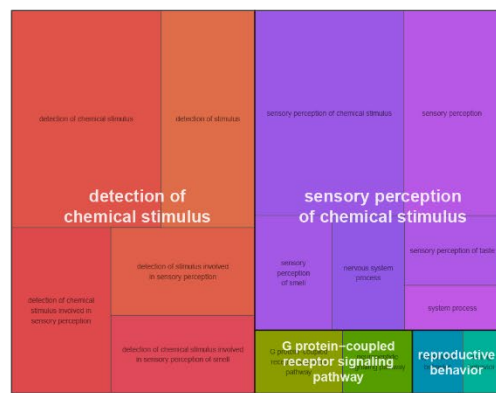 detection of chemical stimulus
detection of stimulus
sensory perception of chemical stimulus
sensory perception
detection of
chemical stimulus
sensory perception
of chemical stimulus
detection of chemical
stimulus involved in
sensory perception
detection of stimulus involved
in sensory perception
detection of chemical stimulus involved
in sensory perception of smell
sensory
perception
of smell
nervous system
process
sensory perception of taste
system process
G protein−coupled
receptor signaling
pathway
G protein−coupled
pathway
reproductive
behavior